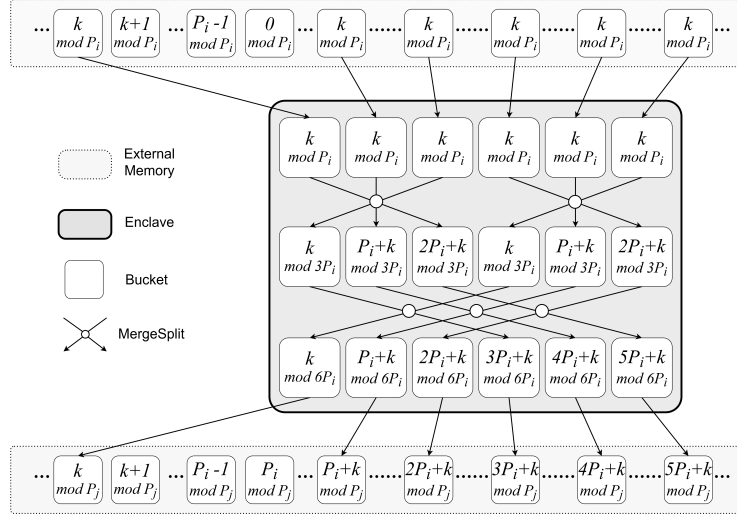 ... k k+1 ... P_i -1 0 ... k ...... k ...... k ...... k ...... k ...
mod P_i mod P_i mod P_i mod P_i mod P_i mod P_i mod P_i mod P_i mod P_i
k k k k k k
mod P_i mod P_i mod P_i mod P_i mod P_i mod P_i
External
Memory
Enclave
k P_i+k 2P_i+k k P_i+k 2P_i+k
mod 3P_i mod 3P_i mod 3P_i mod 3P_i mod 3P_i mod 3P_i
Bucket
MergeSplit
k P_i+k 2P_i+k 3P_i+k 4P_i+k 5P_i+k
mod 6P_i mod 6P_i mod 6P_i mod 6P_i mod 6P_i mod 6P_i
... k k+1 ... P_i -1 P_i ...... P_i+k ...... 2P_i+k ...... 3P_i+k ...... 4P_i+k ...... 5P_i+k ...
mod P_j mod P_j mod P_j mod P_j mod P_j mod P_j mod P_j mod P_j mod P_j